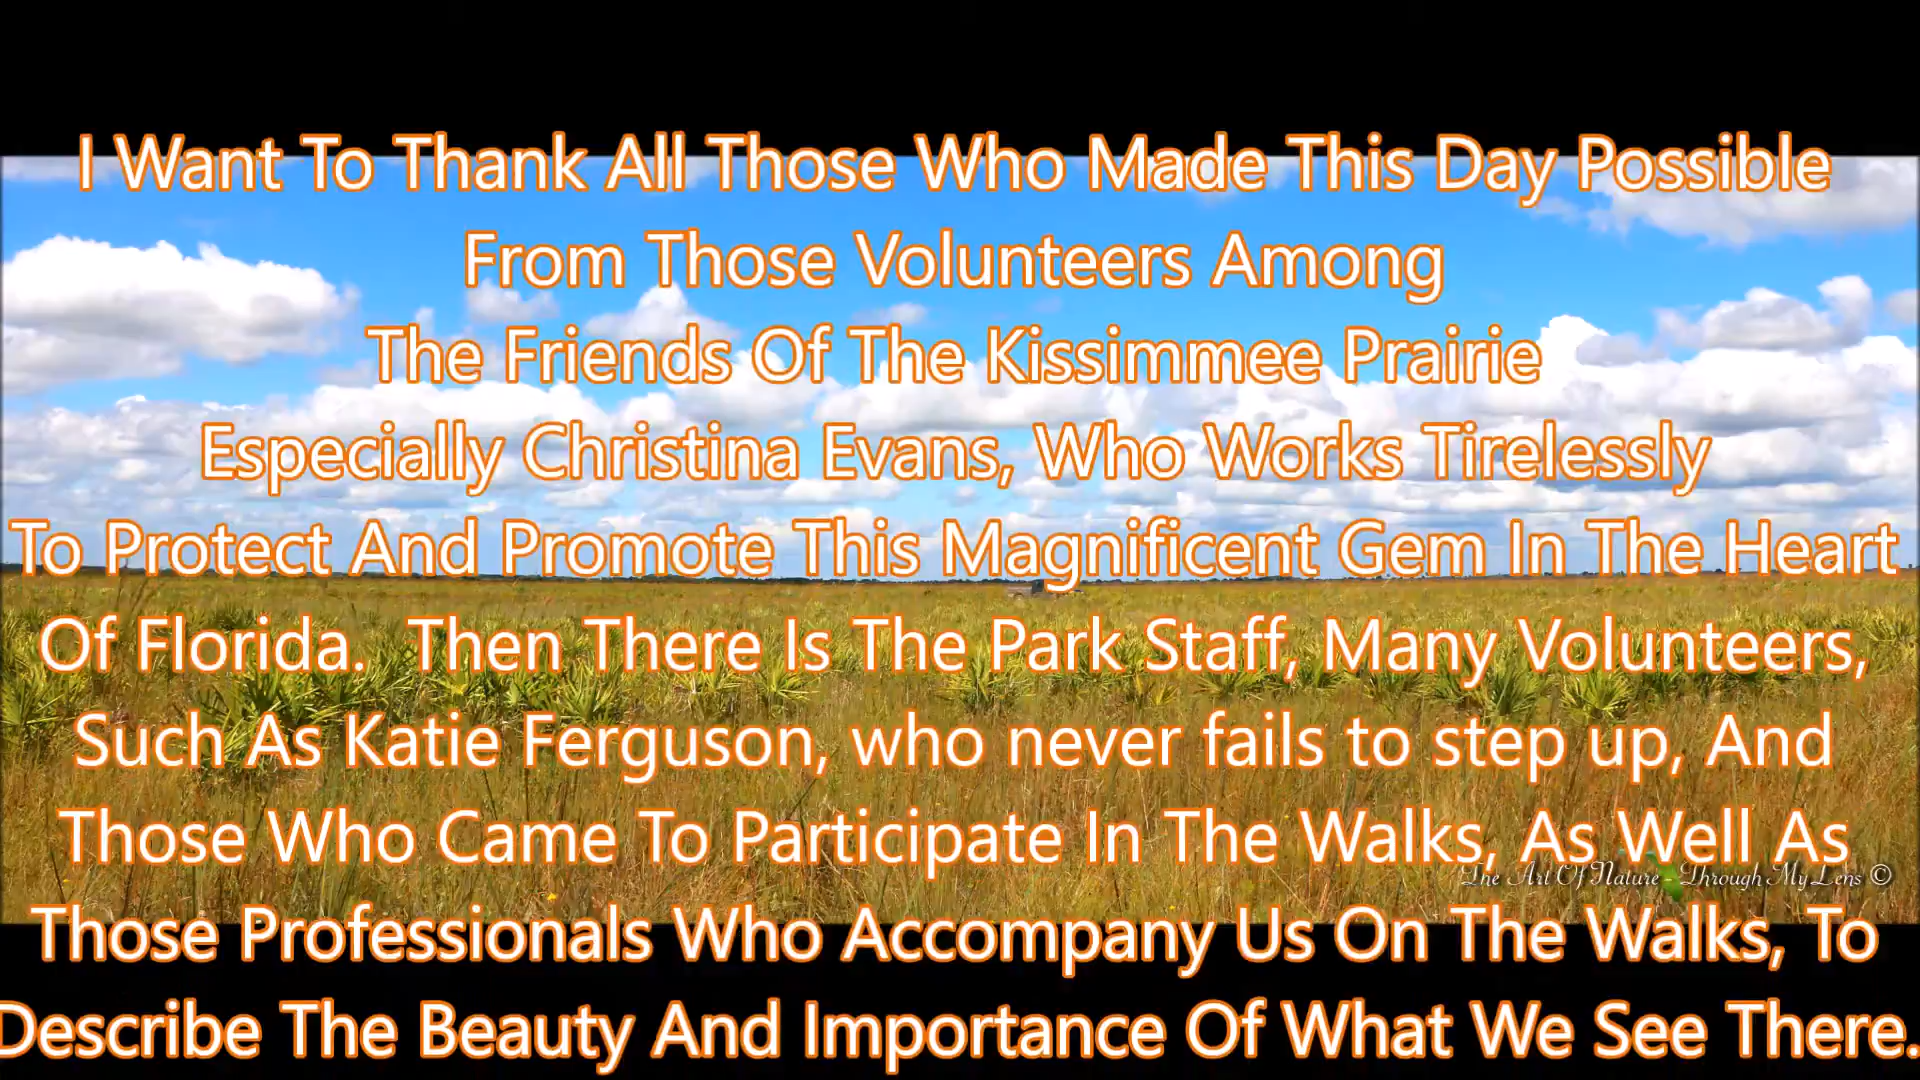 I Want To Thank All Those Who Made This Day Possible
From Those Volunteers Among
The Friends Of The Kissimmee Prairie
Especially Christina Evans, Who Works Tirelessly
To Protect And Promote This Magnificent Gem In The Heart
Of Florida.  Then There Is The Park Staff, Many Volunteers,
Such As Katie Ferguson, who never fails to step up, And
Those Who Came To Participate In The Walks, As Well As
The Art Of Nature - Through My Lens ©
Those Professionals Who Accompany Us On The Walks, To
Describe The Beauty And Importance Of What We See There.